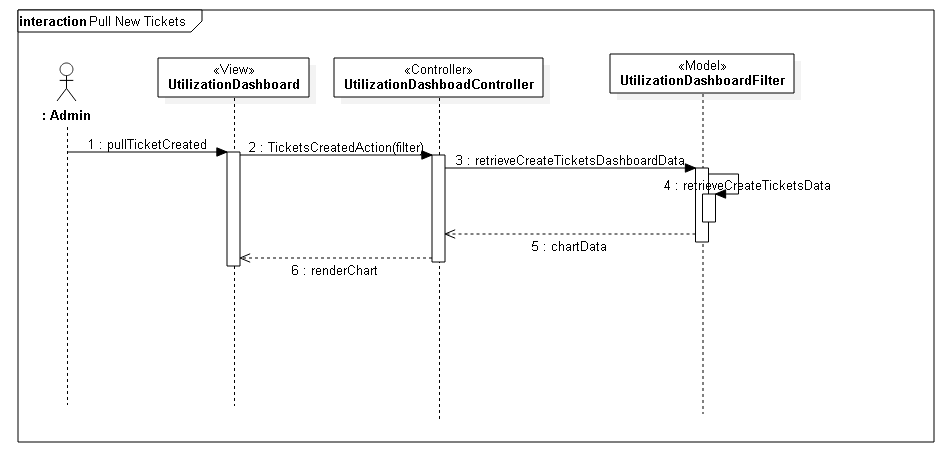 interaction Pull New Tickets
«View»
UtilizationDashboard
«Controller»
UtilizationDashboadController
«Model»
UtilizationDashboardFilter
: Admin
1 : pullTicketCreated
2 : TicketsCreatedAction(filter)
3 : retrieveCreateTicketsDashboardData
4 : retrieveCreateTicketsData
5 : chartData
6 : renderChart